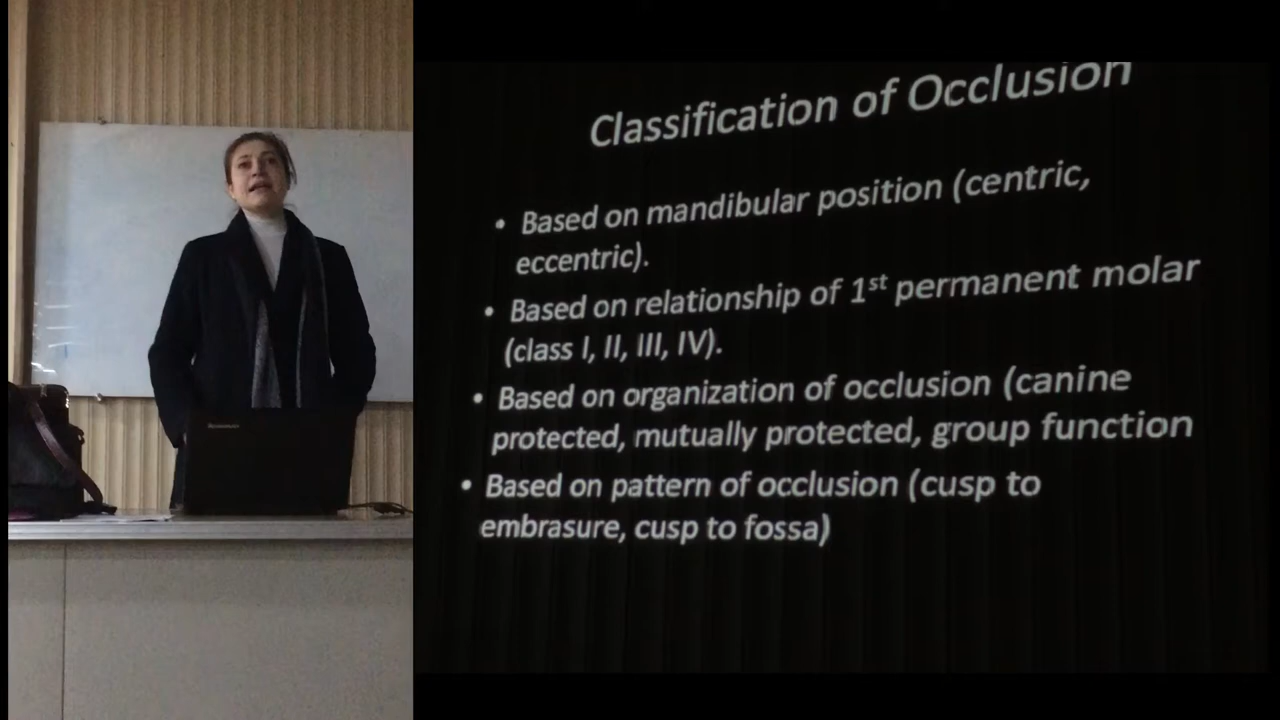 Classification of Occlusion
• Based on mandibular position (centric,
eccentric).
• Based on relationship of 1st permanent molar
(class I, II, III, IV).
• Based on organization of occlusion (canine
protected, mutually protected, group function
• Based on pattern of occlusion (cusp to
embrasure, cusp to fossa)